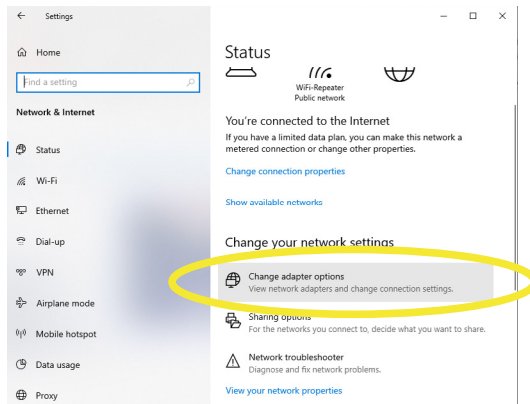 Settings
Home
Find a setting
Network & Internet
Status
Wi-Fi
Ethernet
Dial-up
VPN
Airplane mode
Mobile hotspot
Data usage
Proxy
Status
WiFi-Repeater
Public network
You're connected to the Internet
If you have a limited data plan, you can make this network a
metered connection or change other properties.
Change connection properties
Show available networks
Change your network settings
Change adapter options
View network adapters and change connection settings.
Sharing options
For the networks you connect to, decide what you want to share.
Network troubleshooter
Diagnose and fix network problems.
View your network properties